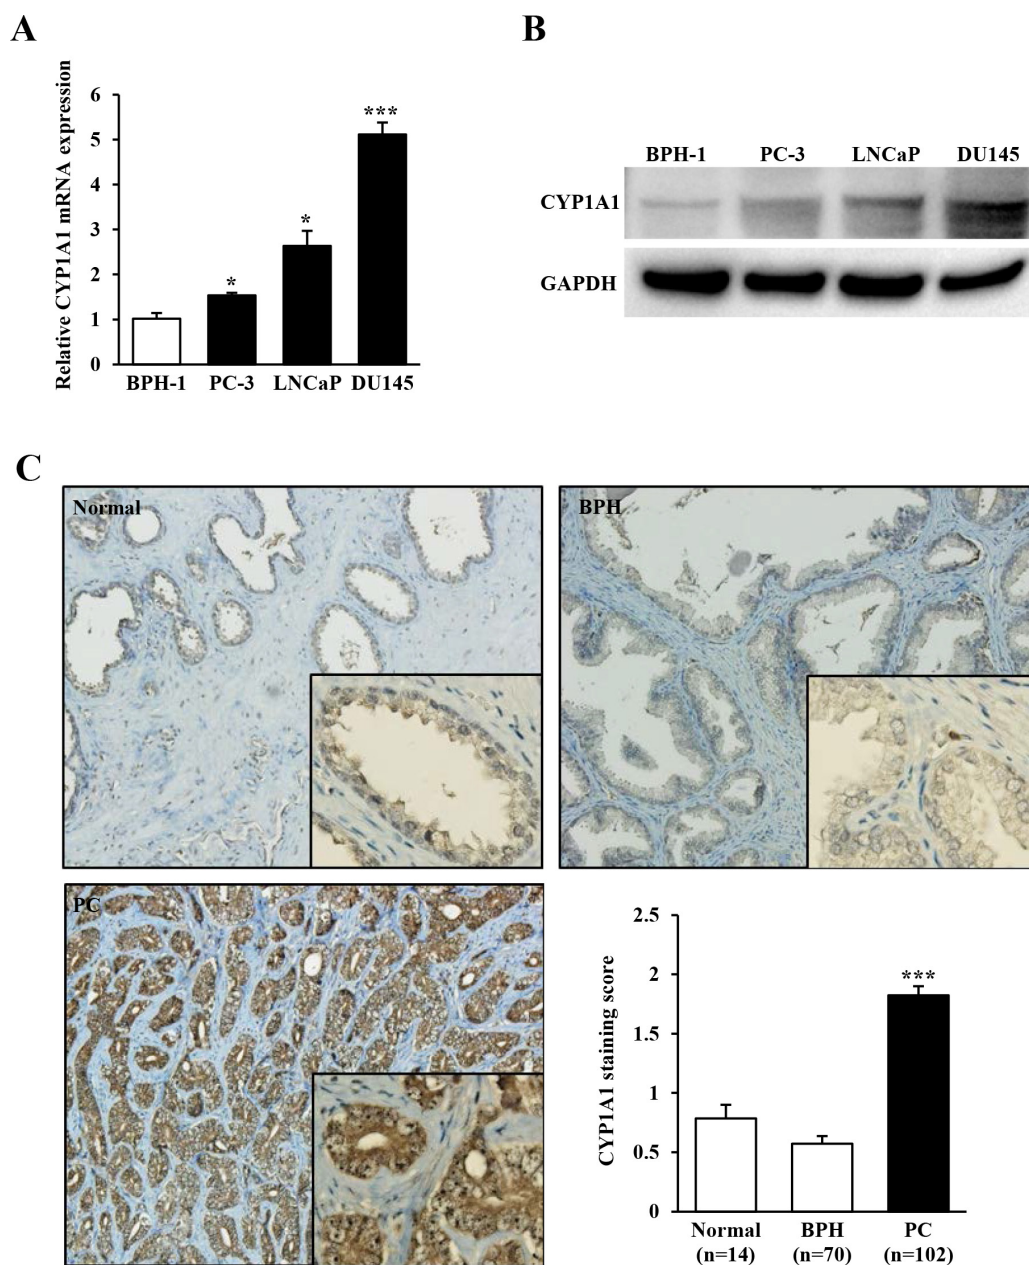 A
Relative CYP1A1 mRNA expression
6
5
4
3
2
1
0
***
*
*
BPH-1 PC-3 LNCaP DU145
B
BPH-1 PC-3 LNCaP DU145
CYP1A1
GAPDH
C
Normal
BPH
PC
CYP1A1 staining score
2.5
2
1.5
1
0.5
0
***
Normal BPH PC
(n=14) (n=70) (n=102)